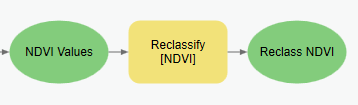 NDVI Values
Reclassify
[NDVI]
Reclass NDVI